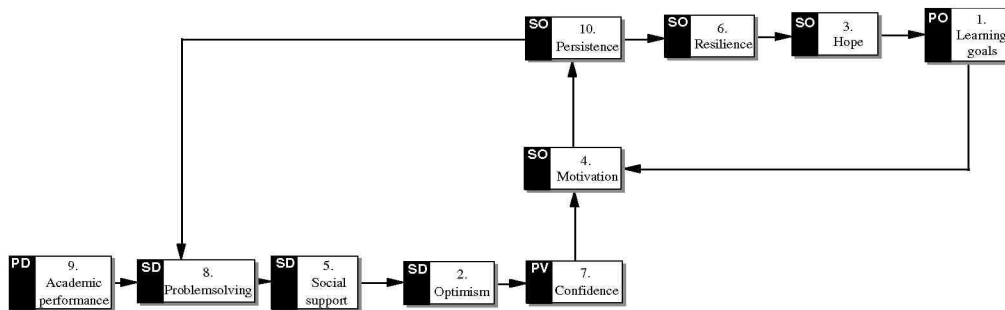 SO
10.
Persistence
SO
6.
Resilience
SO
3.
Hope
PO
1.
Learning
goals
SO
4.
Motivation
PD
9.
Academic
performance
SD
8.
Problemsolving
SD
5.
Social
support
SD
2.
Optimism
PV
7.
Confidence